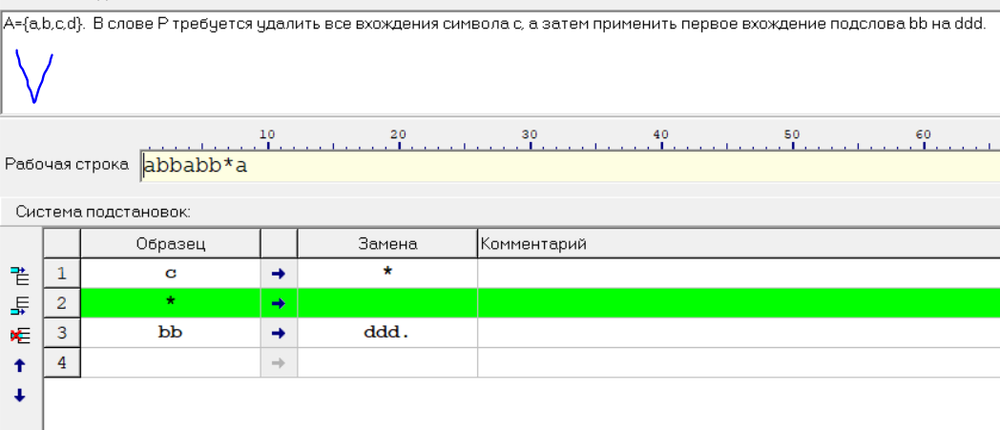 A={a,b,c,d}. В слове P требуется удалить все вхождения символа c, а затем применить первое вхождение подслова bb на ddd.
10 20 30 40 50 60
Рабочая строка abbabb*a
Система подстановок:
Образец Замена Комментарий
1 c → *
2 * →
3 bb → ddd.
4 →